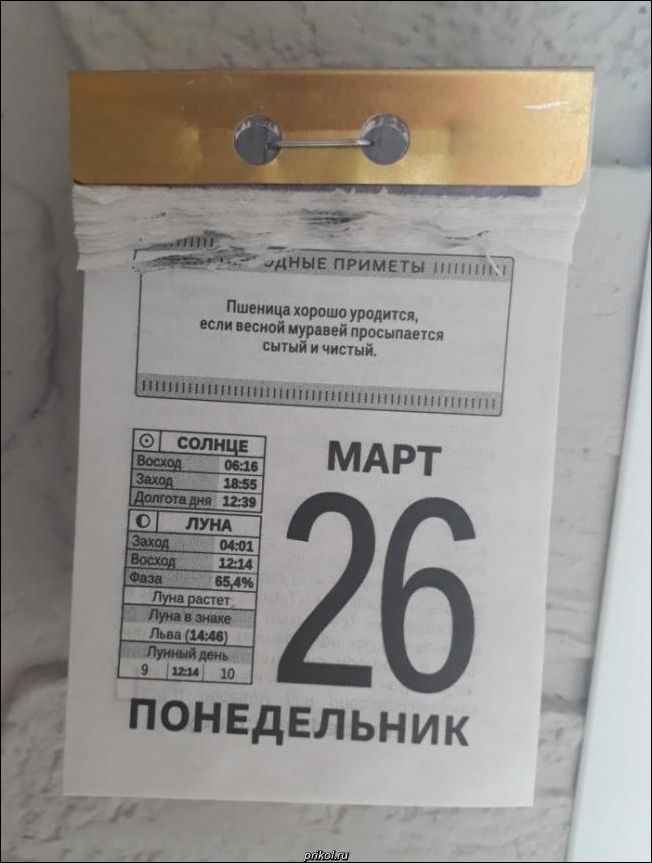 ПРИМЕТЫ
Пшеница хорошо уродится,
если весной муравей просыпается
сытый и чистый.
СОЛНЦЕ
Восход 06:16
Заход 18:55
Долгота дня 12:39
ЛУНА
Заход 04:01
Восход 12:14
Фаза 65,4%
Луна растет
Луна в знаке
Льва (14:46)
Лунный день
9 12:14 10
МАРТ
26
ПОНЕДЕЛЬНИК
prikol.ru